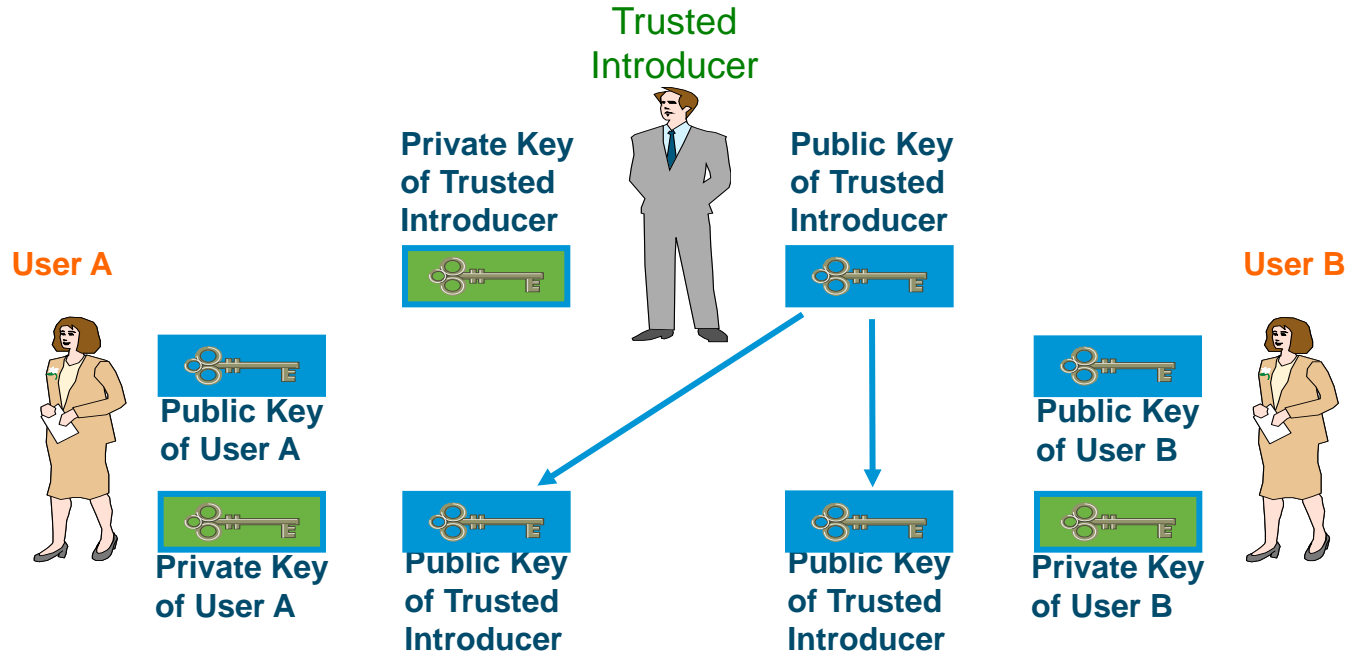 Trusted
Introducer
Private Key
of Trusted
Introducer
Public Key
of Trusted
Introducer
User A
User B
Public Key
of User A
Public Key
of User B
Private Key
of User A
Public Key
of Trusted
Introducer
Public Key
of Trusted
Introducer
Private Key
of User B